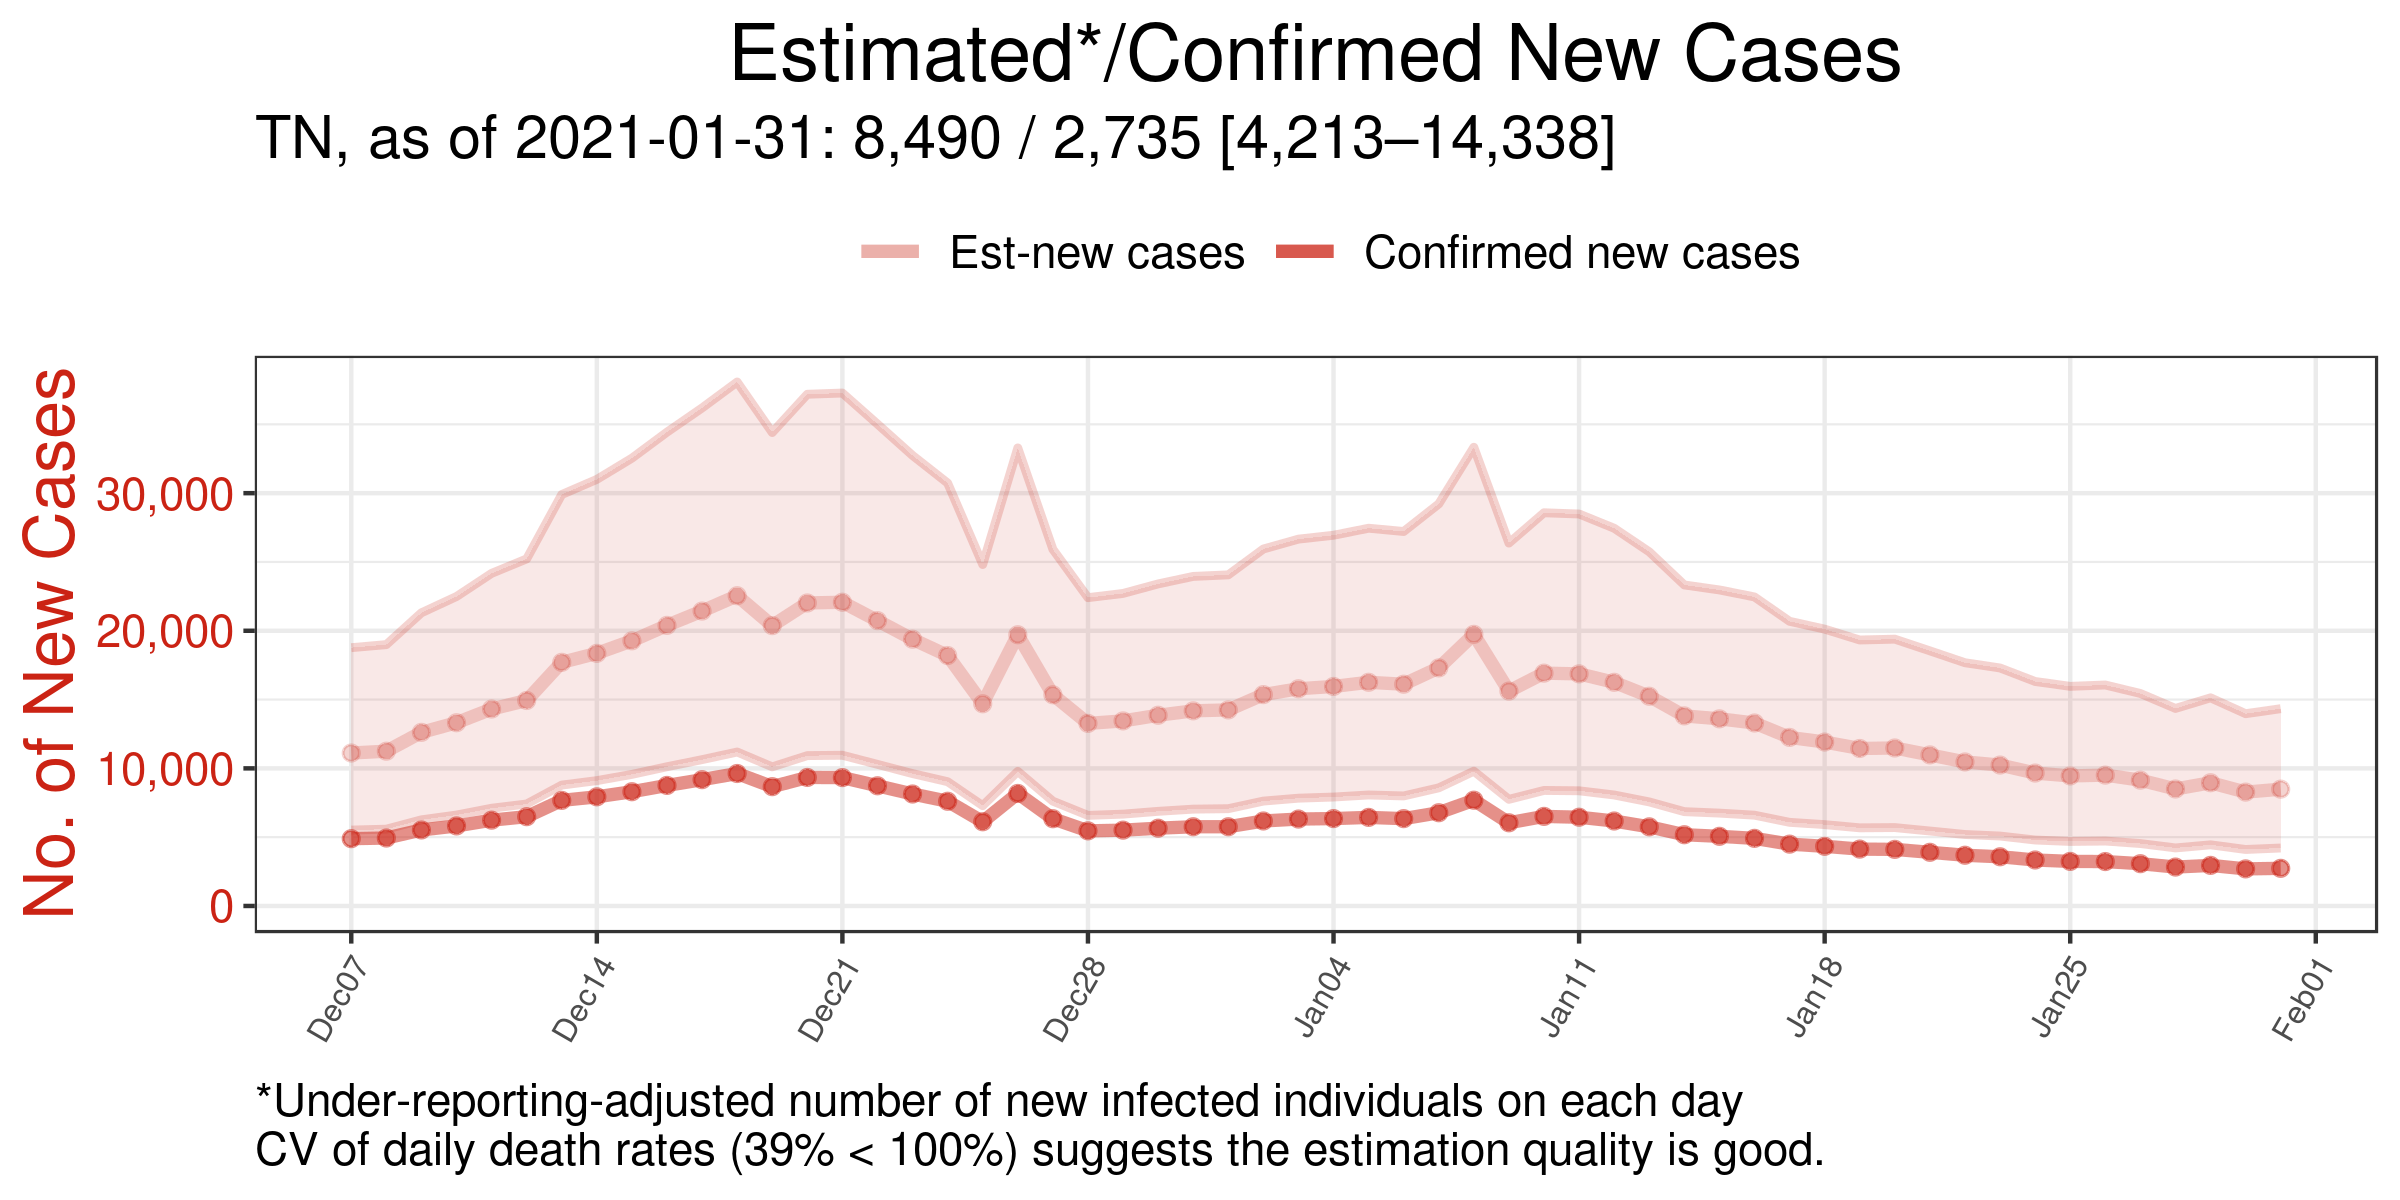 Estimated*/Confirmed New Cases
TN, as of 2021-01-31: 8,490 / 2,735 [4,213–14,338]
Est-new cases
Confirmed new cases
No. of New Cases
30,000
20,000
10,000
0
Dec07
Dec14
Dec21
Dec28
Jan04
Jan11
Jan18
Jan25
Feb01
*Under-reporting-adjusted number of new infected individuals on each day
CV of daily death rates (39% < 100%) suggests the estimation quality is good.